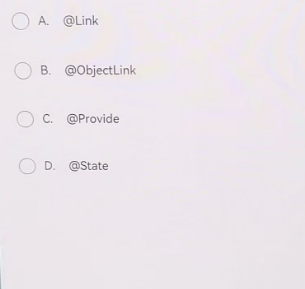 A. @Link
B. @ObjectLink
C. @Provide
D. @State